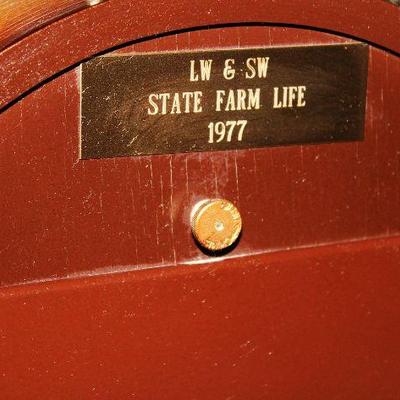 LW & SW
STATE FARM LIFE
1977